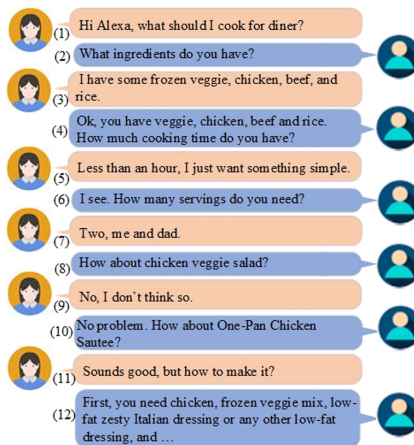 (1) Hi Alexa, what should I cook for diner?
(2) What ingredients do you have?
(3) I have some frozen veggie, chicken, beef, and
rice.
(4) Ok, you have veggie, chicken, beef and rice.
How much cooking time do you have?
(5) Less than an hour, I just want something simple.
(6) I see. How many servings do you need?
(7) Two, me and dad.
(8) How about chicken veggie salad?
(9) No, I don't think so.
(10) No problem. How about One-Pan Chicken
Sautee?
(11) Sounds good, but how to make it?
(12) First, you need chicken, frozen veggie mix, low-
fat zesty Italian dressing or any other low-fat
dressing, and …